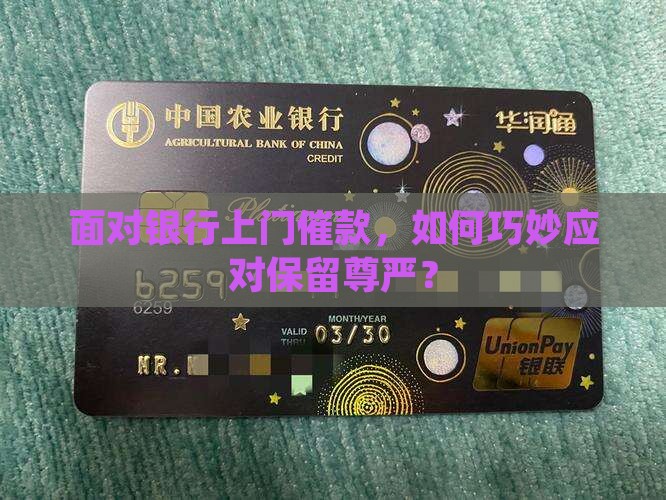 中国农业银行
AGRICULTURAL BANK OF CHINA
CREDIT
华润通
Platinum
面对银行上门催款，如何巧妙应
对保留尊严？
6259
6259
MONTH/YEAR
VALID
THRU
03/30
MR.
UnionPay
银联